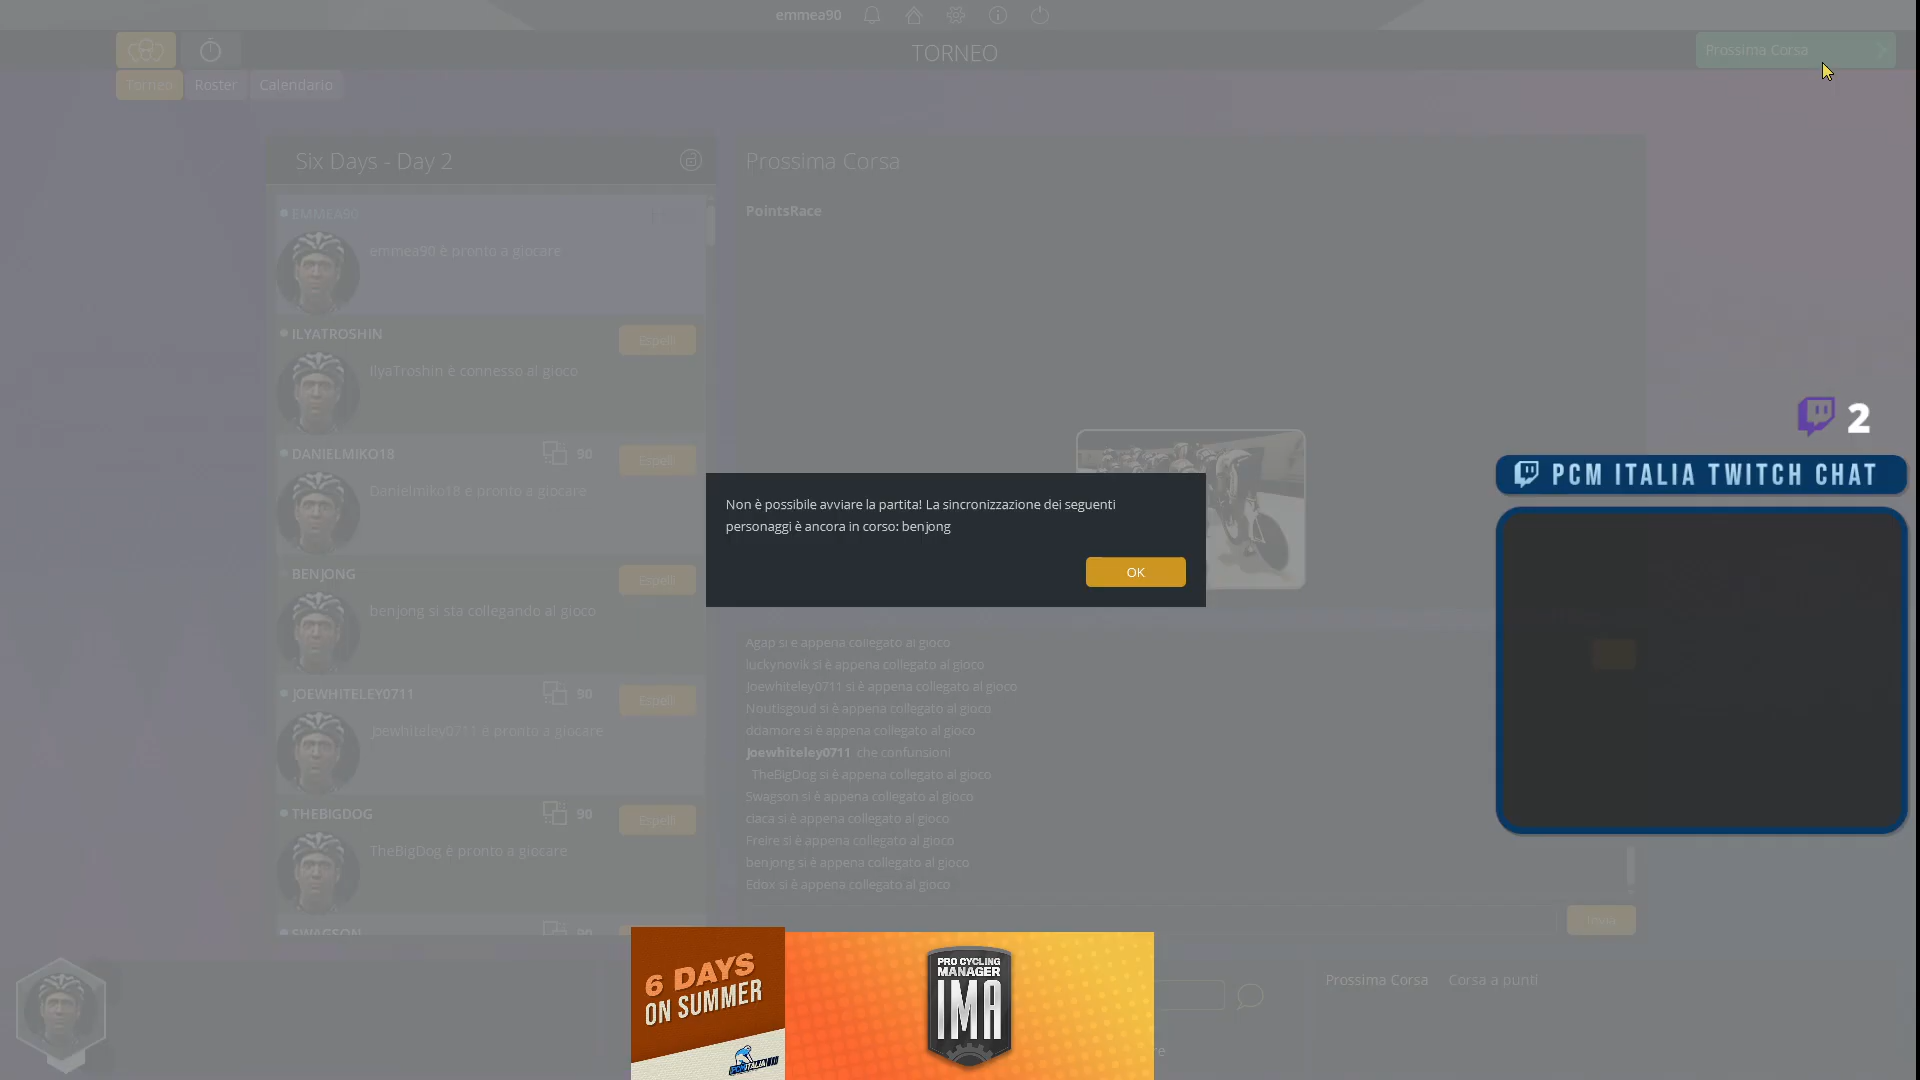 emmea90
TORNEO
Prossima Corsa
Torneo
Roster
Calendario
Six Days - Day 2
Prossima Corsa
PointsRace
EMMEA90
emmea90 è pronto a giocare
ILYATROSHIN
Espelli
IlyaTroshin è connesso al gioco
DANIELMIKO18
90
Espelli
Danielmiko18 è pronto a giocare
BENJONG
Espelli
benjong si sta collegando al gioco
JOEWHITELEY0711
90
Espelli
Joewhiteley0711 è pronto a giocare
THEBIGDOG
90
Espelli
TheBigDog è pronto a giocare
SWAGSON
90
Non è possibile avviare la partita! La sincronizzazione dei seguenti
personaggi è ancora in corso: benjong
OK
Agap si è appena collegato al gioco
luckynovik si è appena collegato al gioco
Joewhiteley0711 si è appena collegato al gioco
Noutisgoud si è appena collegato al gioco
ddamore si è appena collegato al gioco
Joewhiteley0711 che confunsioni
TheBigDog si è appena collegato al gioco
Swagson si è appena collegato al gioco
ciaca si è appena collegato al gioco
Freire si è appena collegato al gioco
benjong si è appena collegato al gioco
Edox si è appena collegato al gioco
Invia
2
PCM ITALIA TWITCH CHAT
6 DAYS
ON SUMMER
PCMITALIA
PRO CYCLING
MANAGER
IMA
Prossima Corsa
Corsa a punti